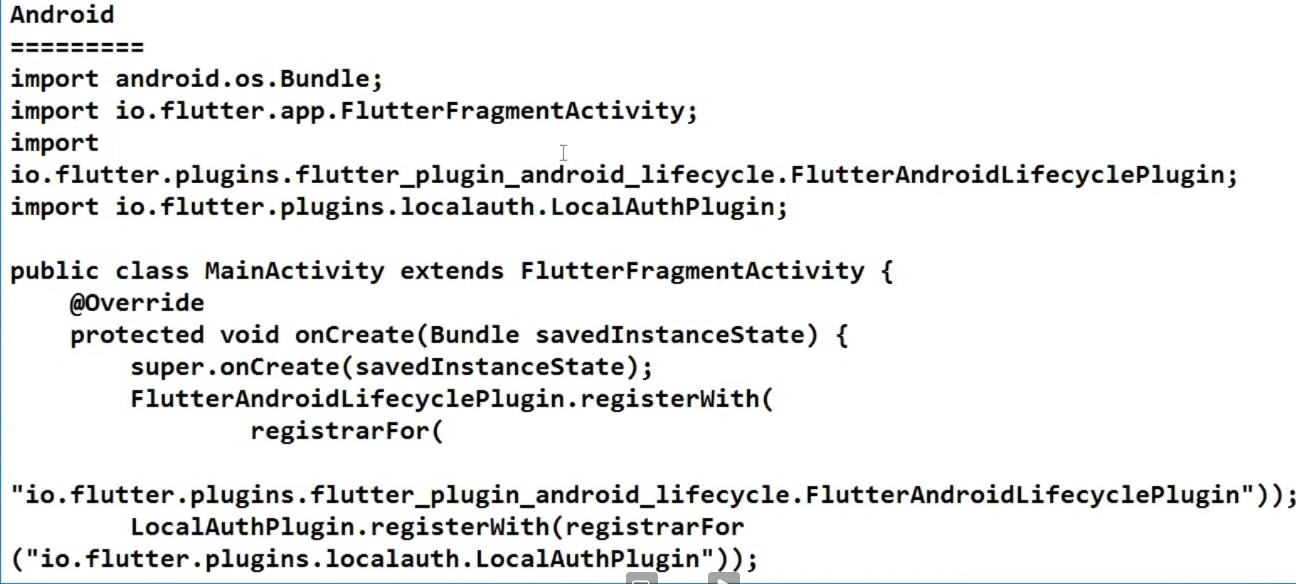 Android
=========
import android.os.Bundle;
import io.flutter.app.FlutterFragmentActivity;
import
io.flutter.plugins.flutter_plugin_android_lifecycle.FlutterAndroidLifecyclePlugin;
import io.flutter.plugins.localauth.LocalAuthPlugin;

public class MainActivity extends FlutterFragmentActivity {
    @Override
    protected void onCreate(Bundle savedInstanceState) {
        super.onCreate(savedInstanceState);
        FlutterAndroidLifecyclePlugin.registerWith(
                registrarFor(

"io.flutter.plugins.flutter_plugin_android_lifecycle.FlutterAndroidLifecyclePlugin"));
        LocalAuthPlugin.registerWith(registrarFor
("io.flutter.plugins.localauth.LocalAuthPlugin"));